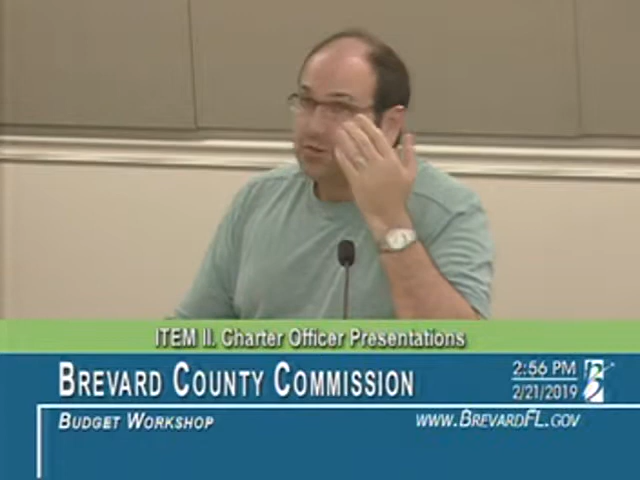 ITEM II. Charter Officer Presentations
BREVARD COUNTY COMMISSION
2:56 PM
2/21/2019
BUDGET WORKSHOP
WWW.BREVARDFL.GOV